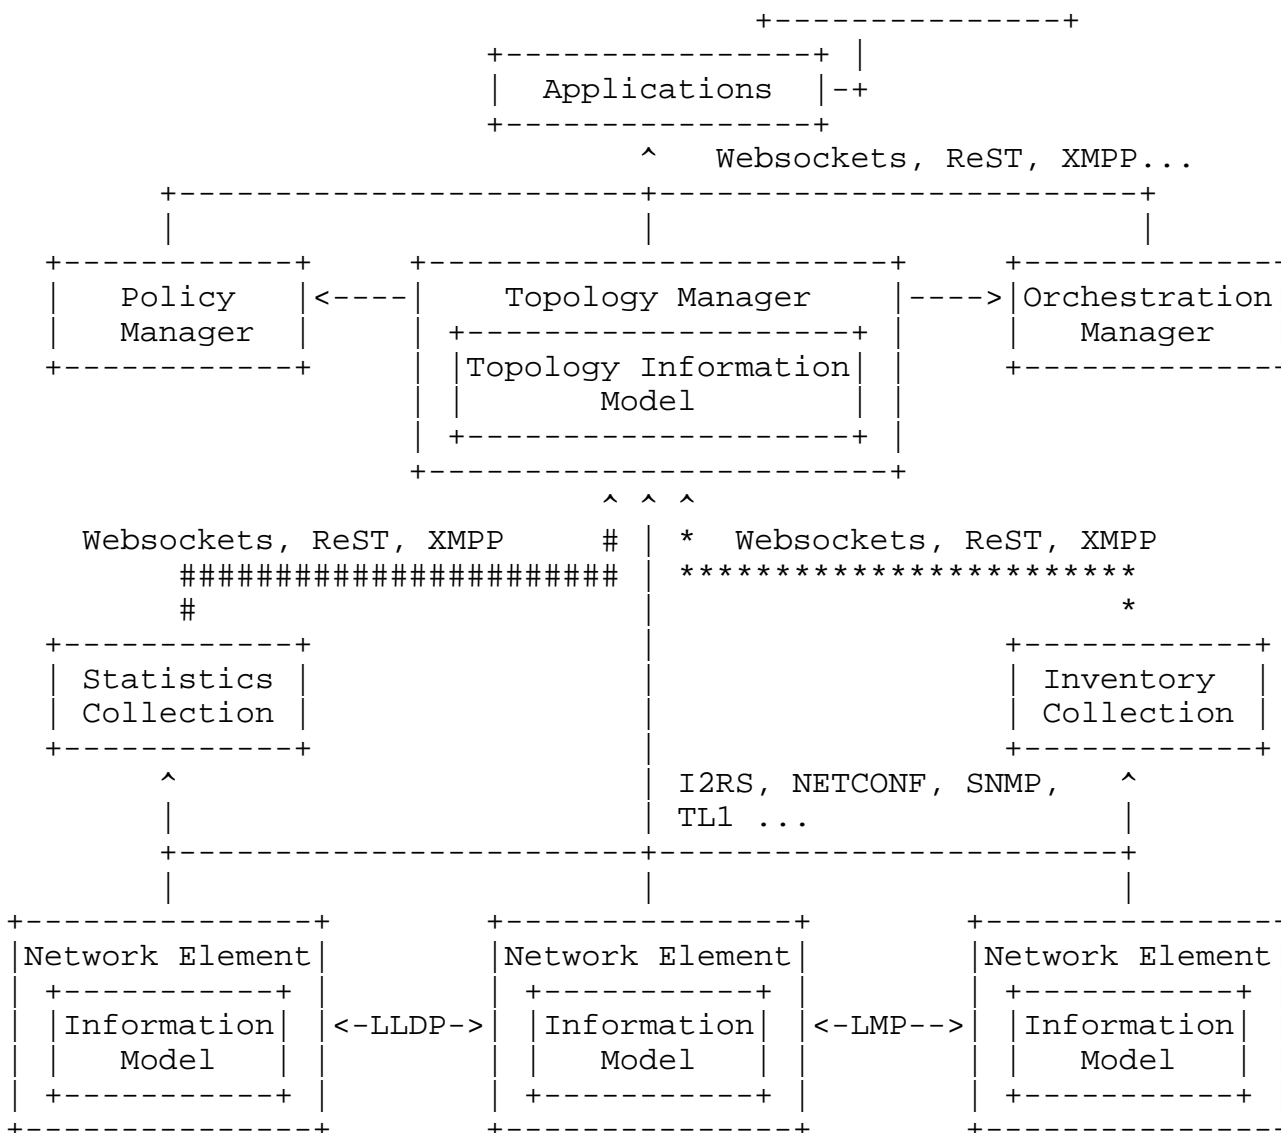 Applications
Websockets, ReST, XMPP...
Policy Topology Manager Orchestration
Manager Manager
Topology Information
Model
Websockets, ReST, XMPP Websockets, ReST, XMPP
Statistics Inventory
Collection Collection
I2RS, NETCONF, SNMP,
TL1 ...
Network Element Network Element Network Element
Information <-LLDP-> Information <-LMP--> Information
Model Model Model